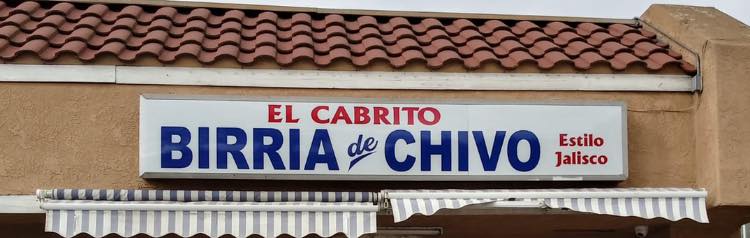 EL CABRITO
BIRRIA de CHIVO
Estilo
Jalisco